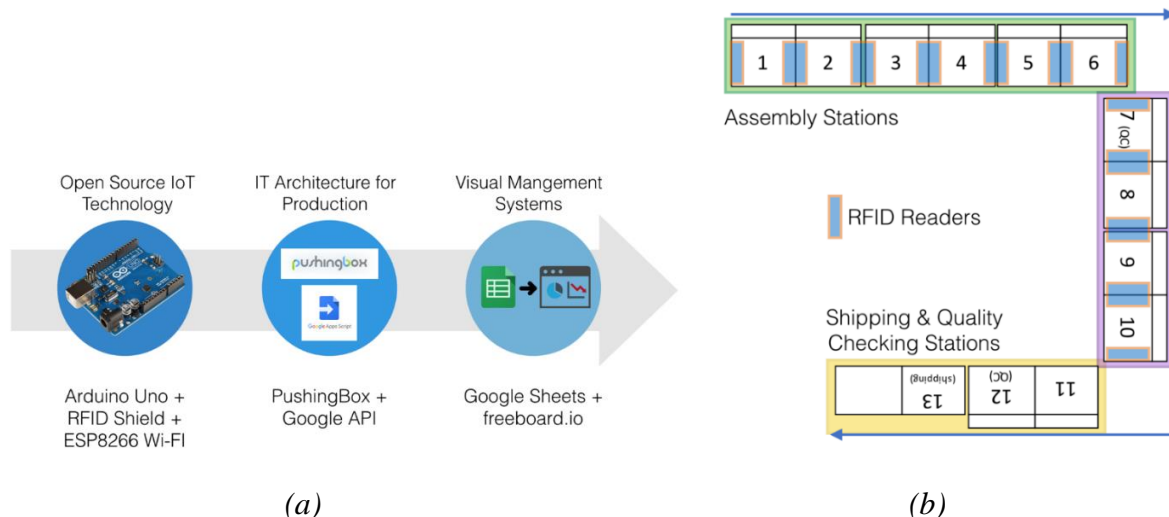 Open Source IoT
Technology
IT Architecture for
Production
Visual Mangement
Systems
pushingbox
Google Apps Script
Arduino Uno +
RFID Shield +
ESP8266 Wi-FI
PushingBox +
Google API
Google Sheets +
freeboard.io
(a)
1 2 3 4 5 6
Assembly Stations
7
(QC)
8
9
10
RFID Readers
Shipping & Quality
Checking Stations
11
12
(QC)
13
(shipping)
(b)